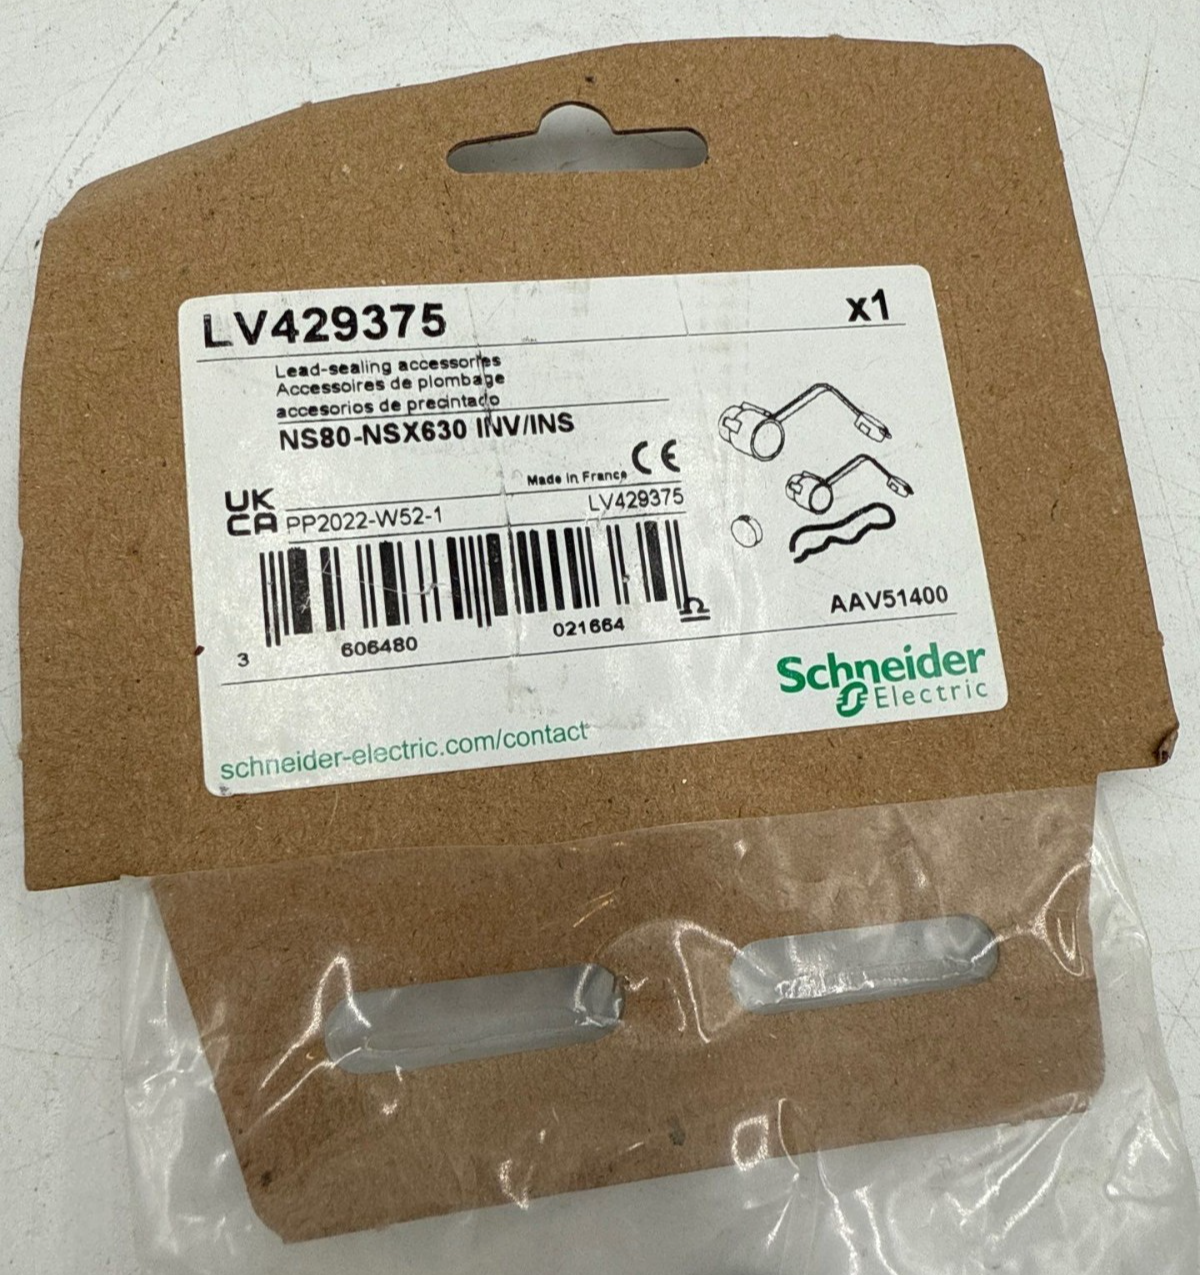 LV429375 x1
Lead-sealing accessories
Accessoires de plombage
accesorios de precintado
NS80-NSX630 INV/INS
Made in France CE
UK
CA PP2022-W52-1 LV429375
3 606480 021664
AAV51400
Schneider
Electric
schneider-electric.com/contact